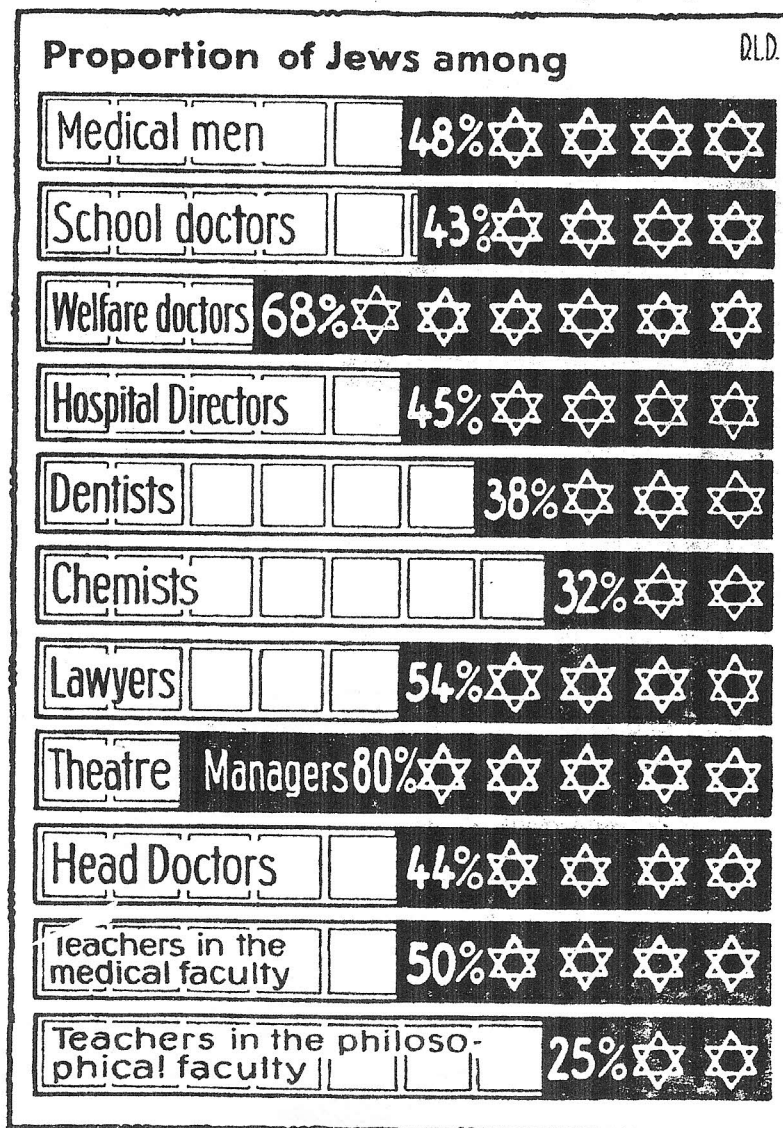 Proportion of Jews among
D.L.D.
Medical men 48%
School doctors 43%
Welfare doctors 68%
Hospital Directors 45%
Dentists 38%
Chemists 32%
Lawyers 54%
Theatre Managers 80%
Head Doctors 44%
Teachers in the
medical faculty 50%
Teachers in the philoso-
phical faculty 25%